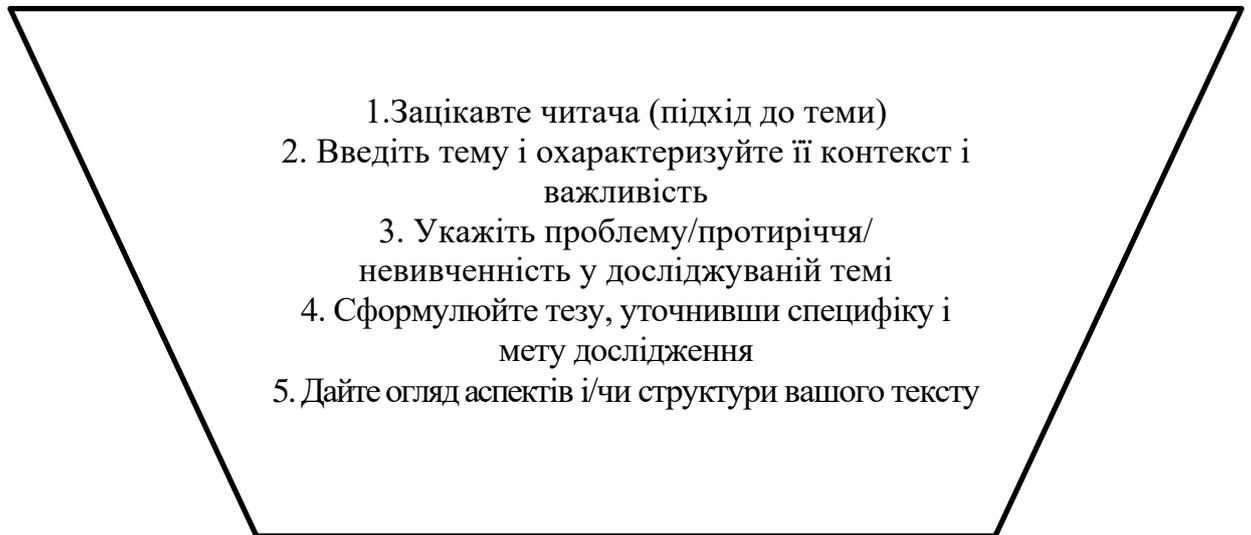 1.Зацікавте читача (підхід до теми)
2. Введіть тему і охарактеризуйте її контекст і
важливість
3. Укажіть проблему/протиріччя/
невивченність у досліджуваній темі
4. Сформулюйте тезу, уточнивши специфіку і
мету дослідження
5. Дайте огляд аспектів і/чи структури вашого тексту